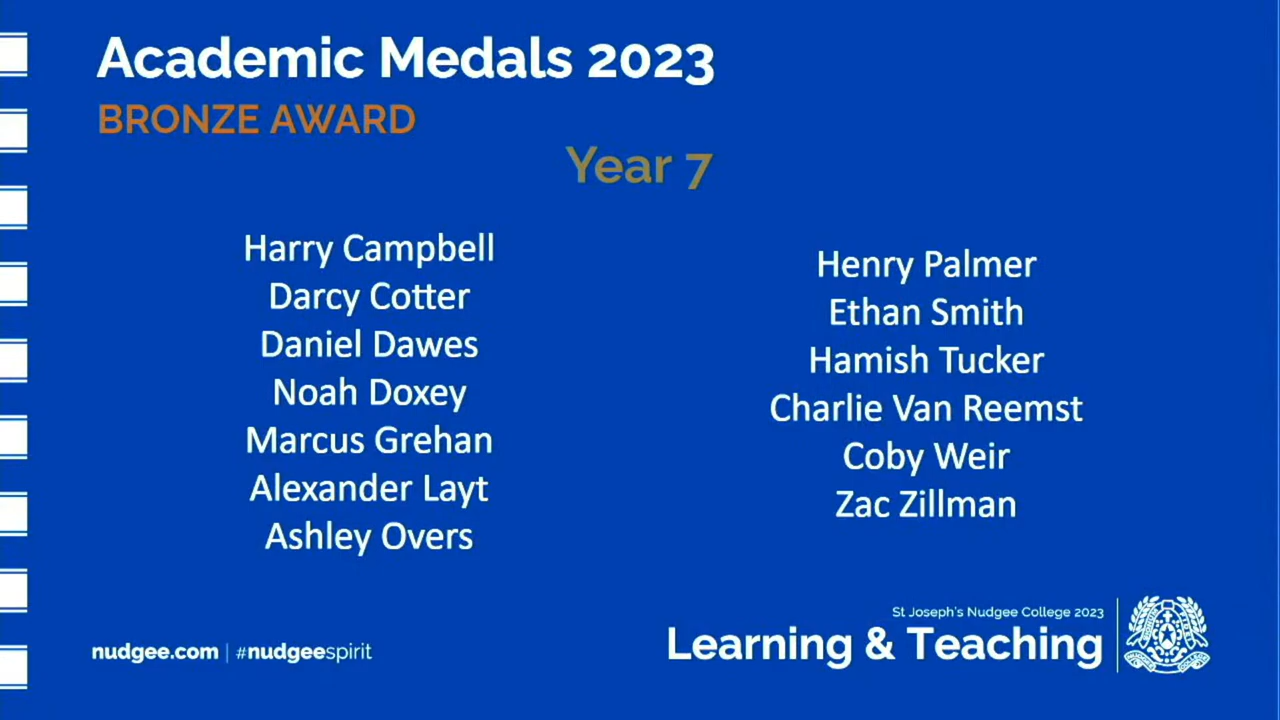 Academic Medals 2023
BRONZE AWARD
Year 7
Harry Campbell
Darcy Cotter
Daniel Dawes
Noah Doxey
Marcus Grehan
Alexander Layt
Ashley Overs
Henry Palmer
Ethan Smith
Hamish Tucker
Charlie Van Reemst
Coby Weir
Zac Zillman
nudgee.com | #nudgeespirit
St Joseph's Nudgee College 2023
Learning & Teaching